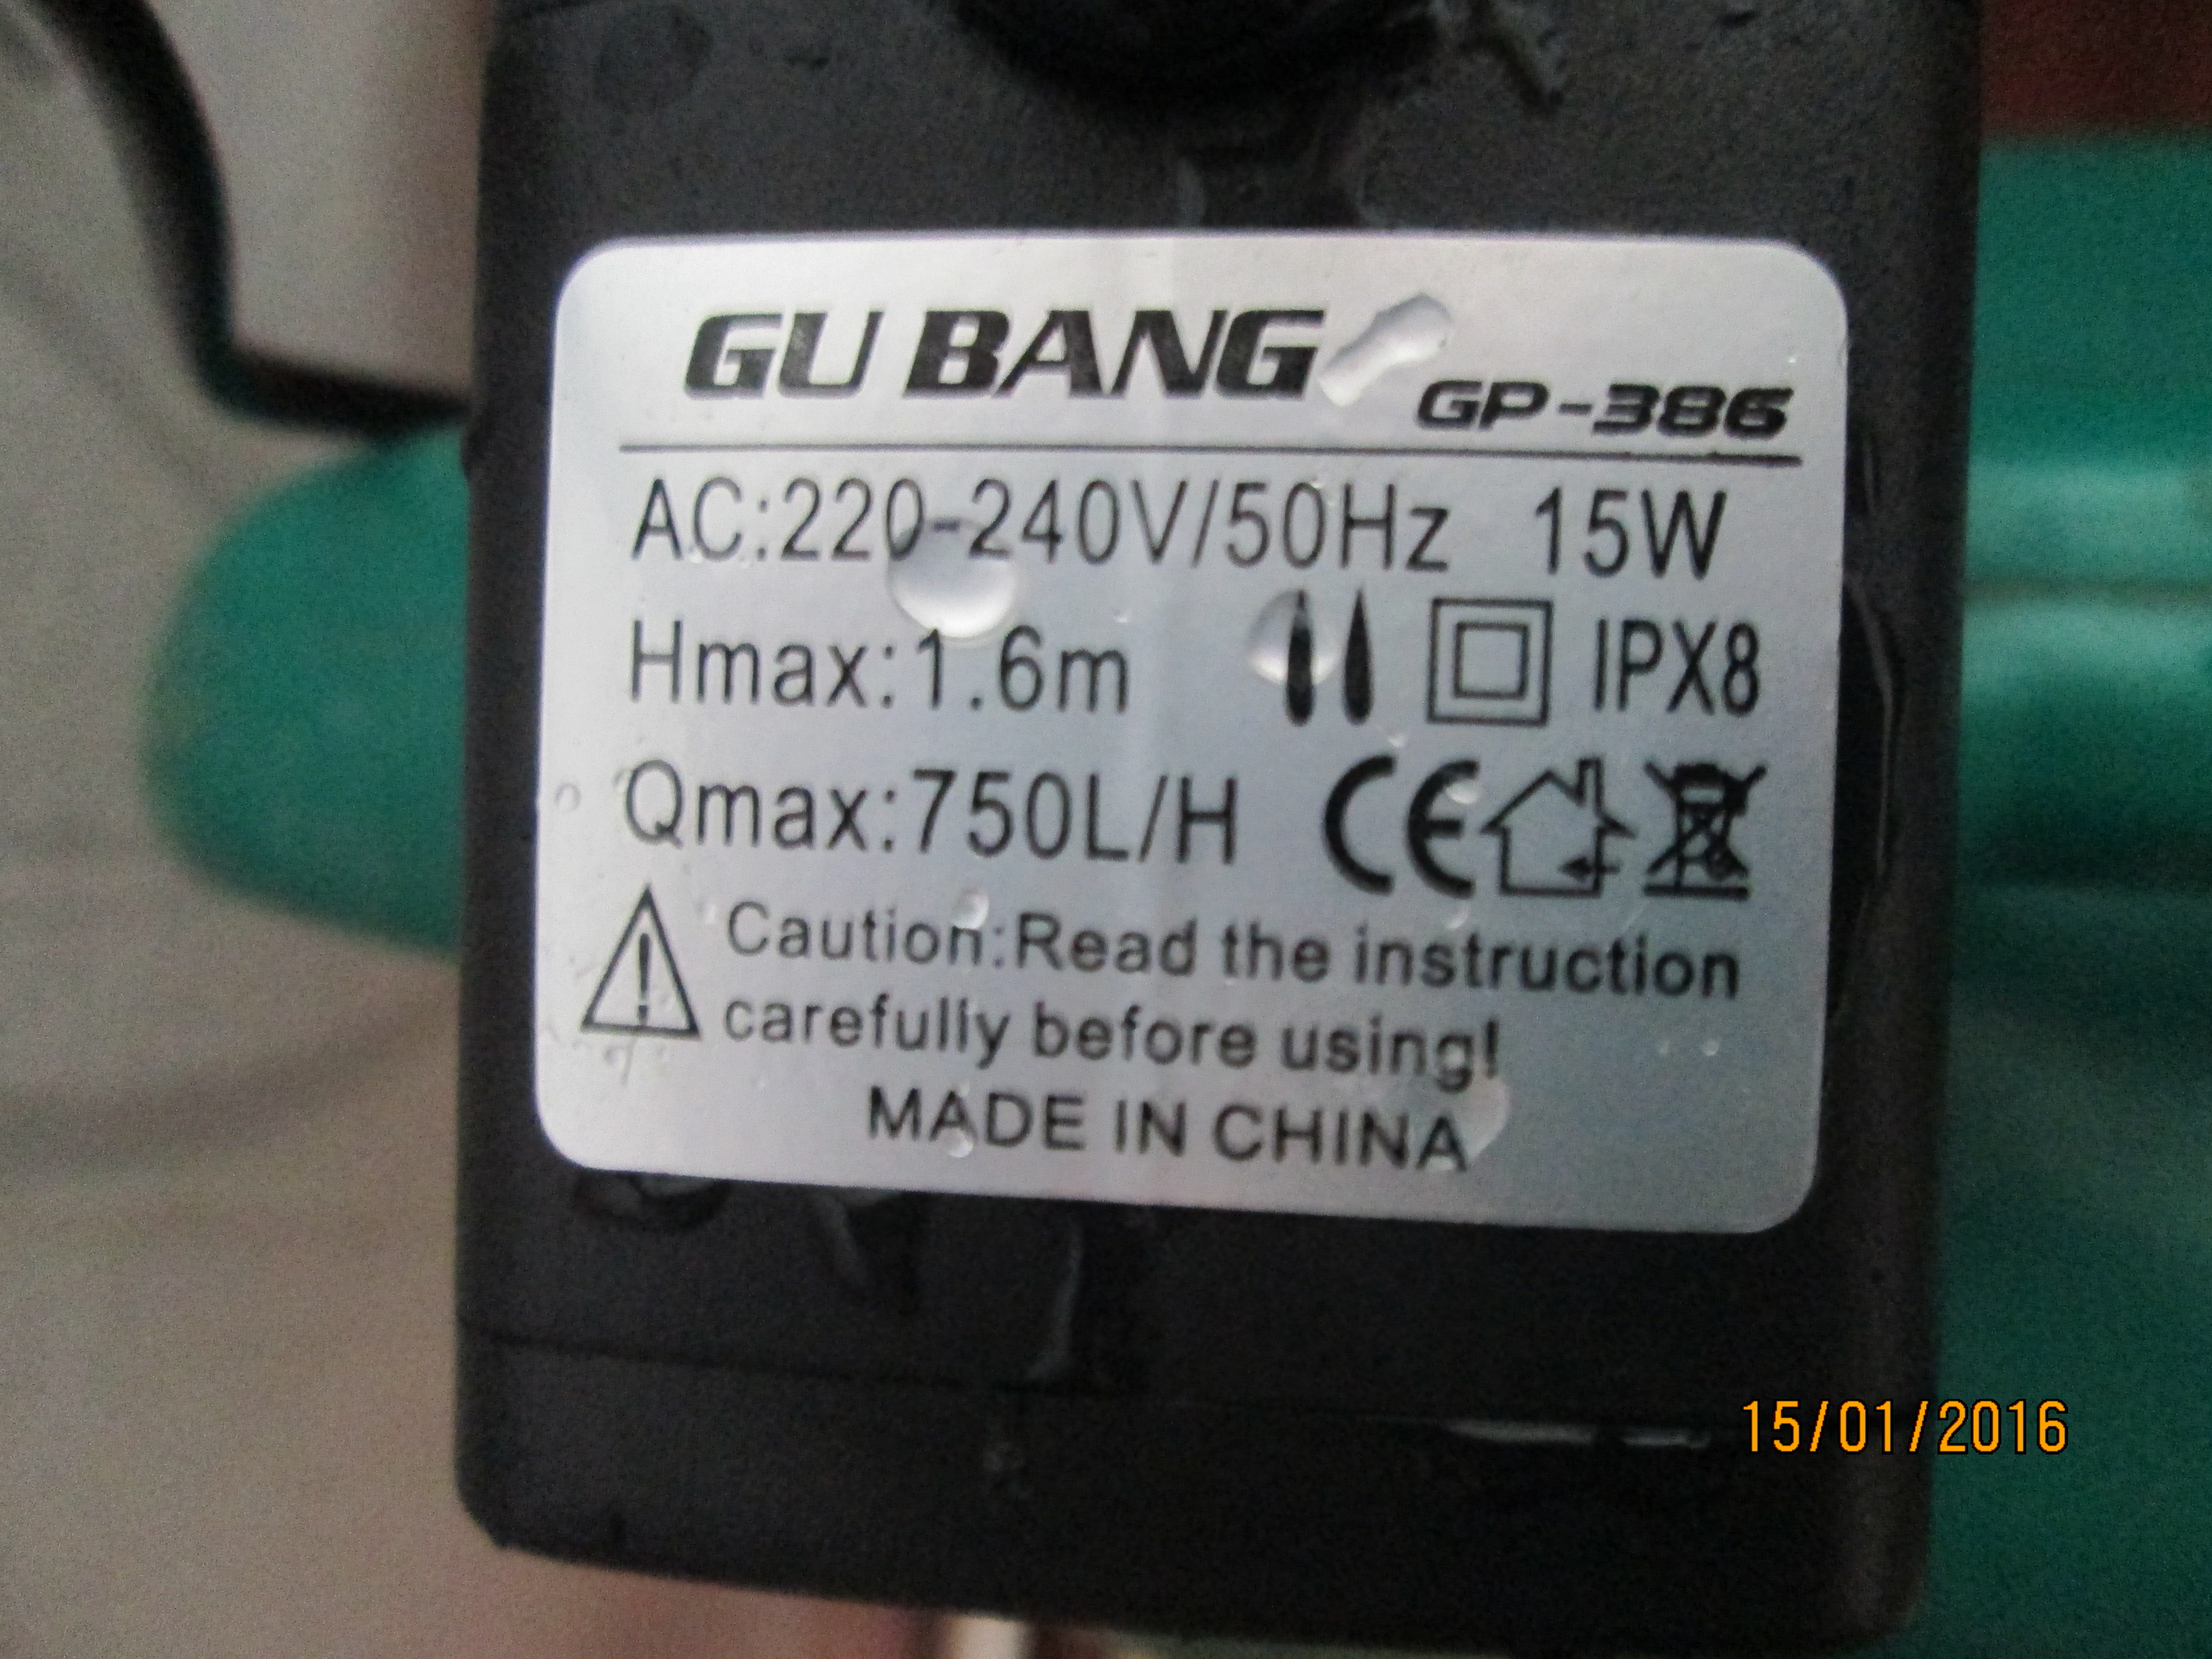 GU BANG GP-386
AC:220-240V/50Hz 15W
Hmax:1.6m IPX8
Qmax:750L/H CE
Caution:Read the instruction
carefully before using!
MADE IN CHINA
15/01/2016